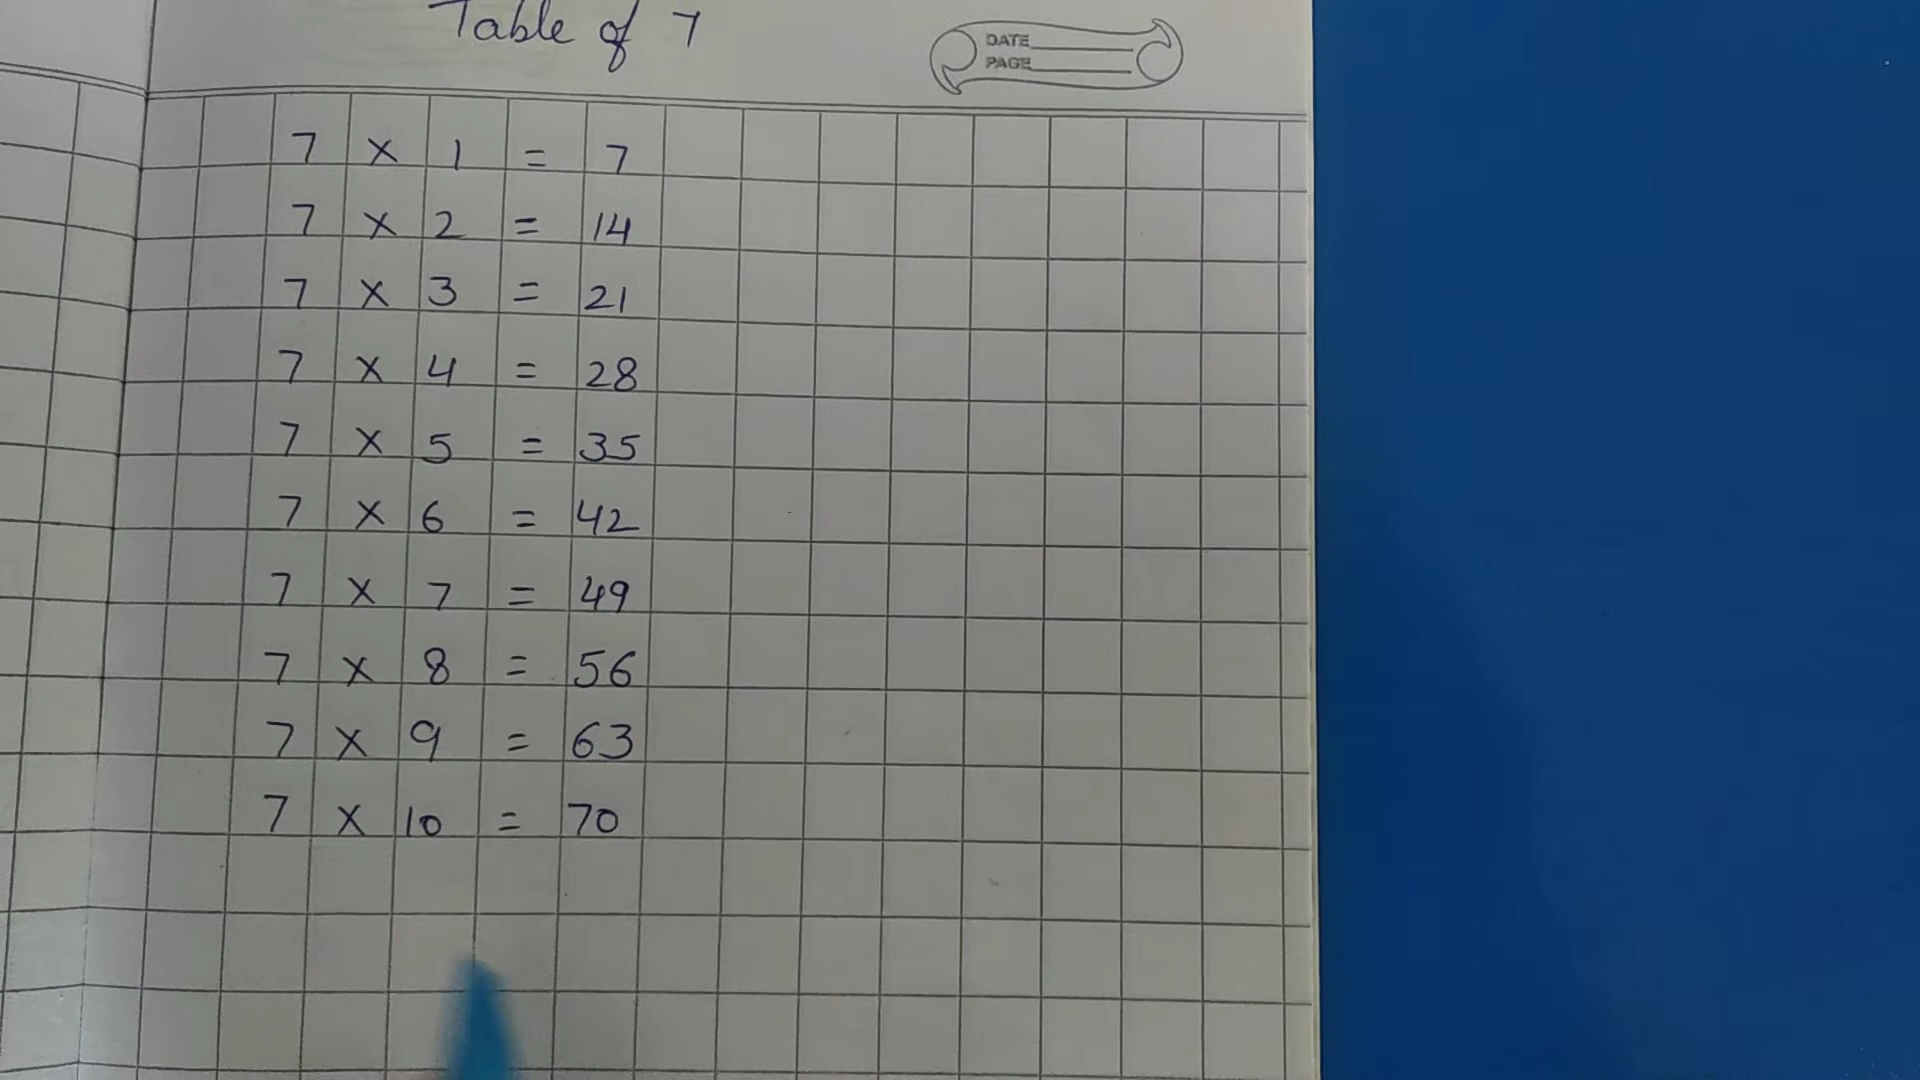 Table of 7
DATE
PAGE
7 × 1 = 7
7 × 2 = 14
7 × 3 = 21
7 × 4 = 28
7 × 5 = 35
7 × 6 = 42
7 × 7 = 49
7 × 8 = 56
7 × 9 = 63
7 × 10 = 70